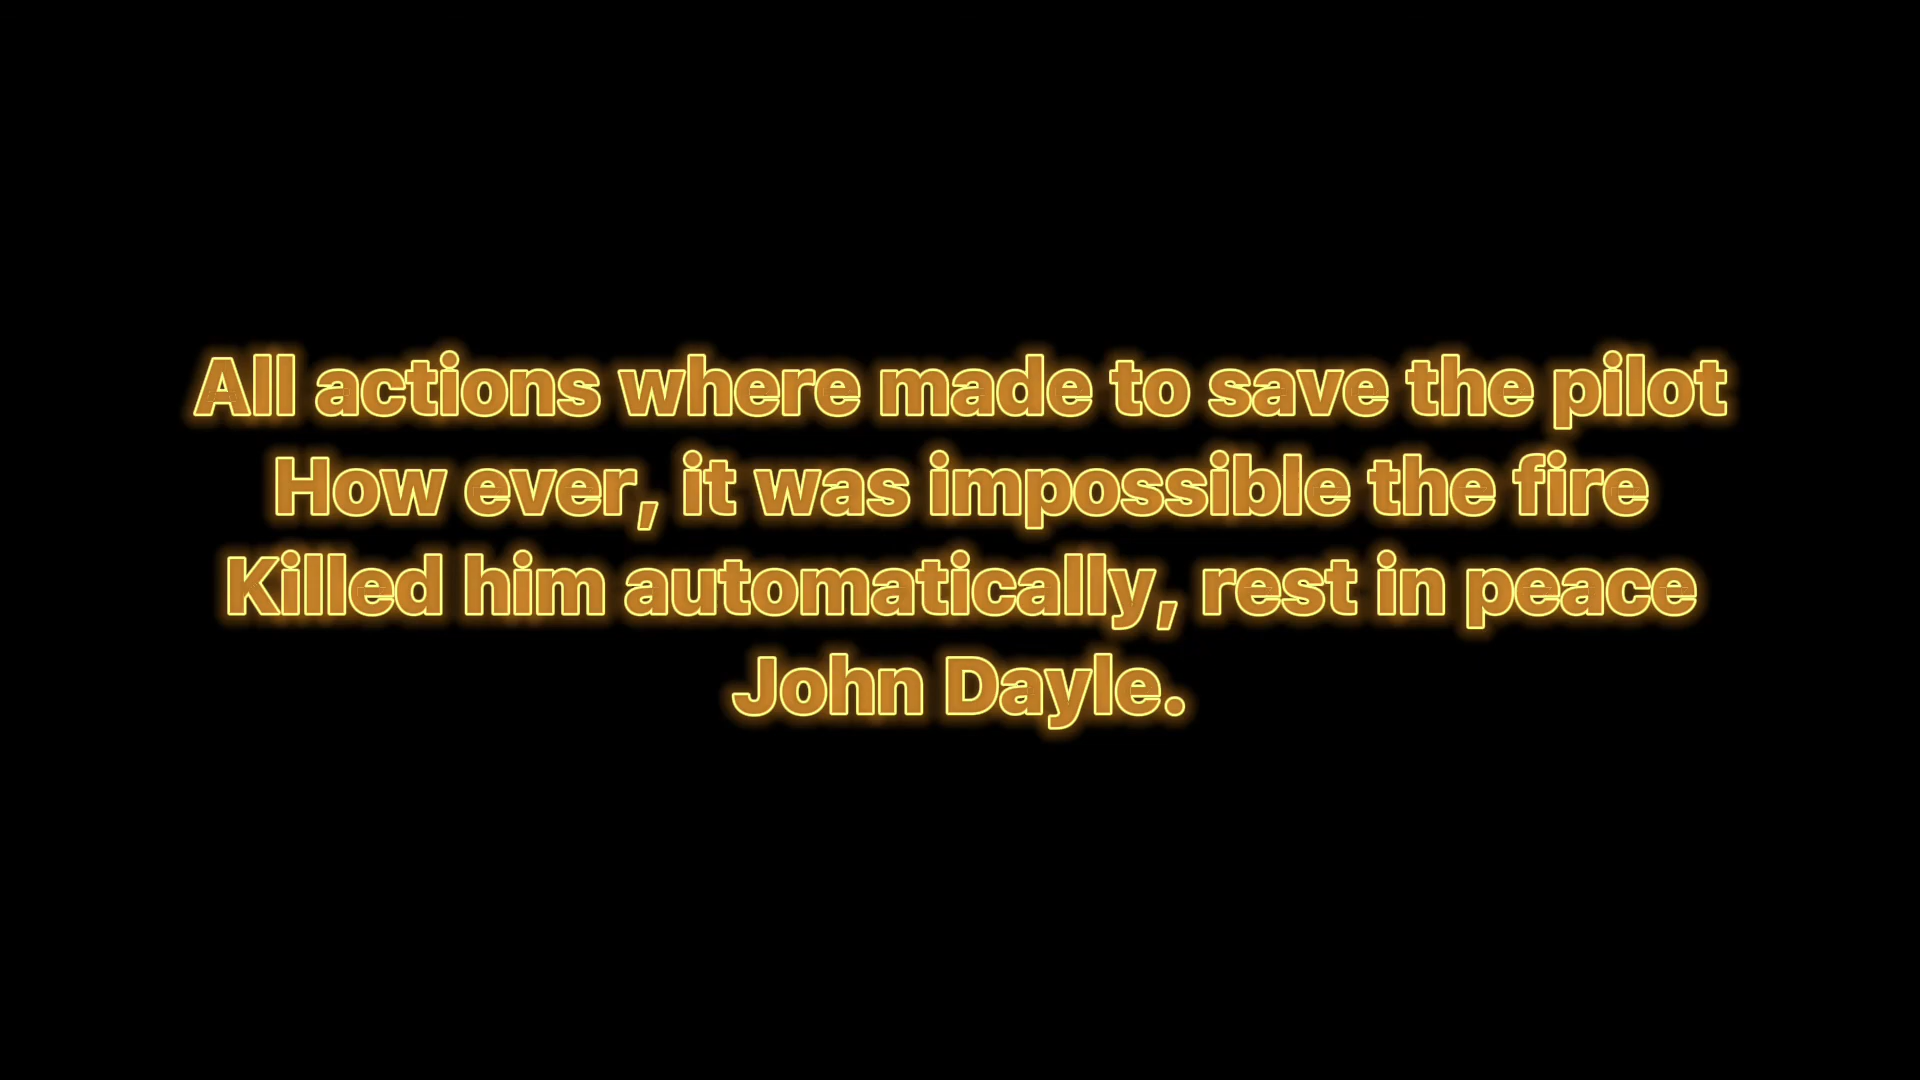 All actions where made to save the pilot
How ever, it was impossible the fire
Killed him automatically, rest in peace
John Dayle.